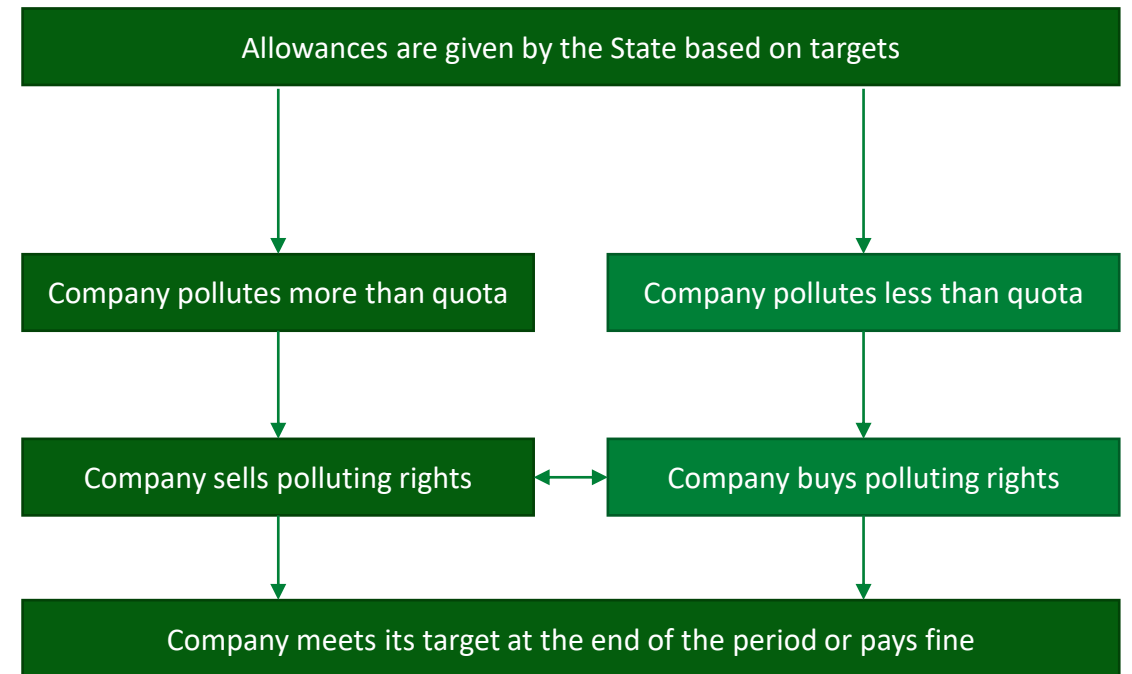 Allowances are given by the State based on targets
Company pollutes more than quota
Company pollutes less than quota
Company sells polluting rights
Company buys polluting rights
Company meets its target at the end of the period or pays fine